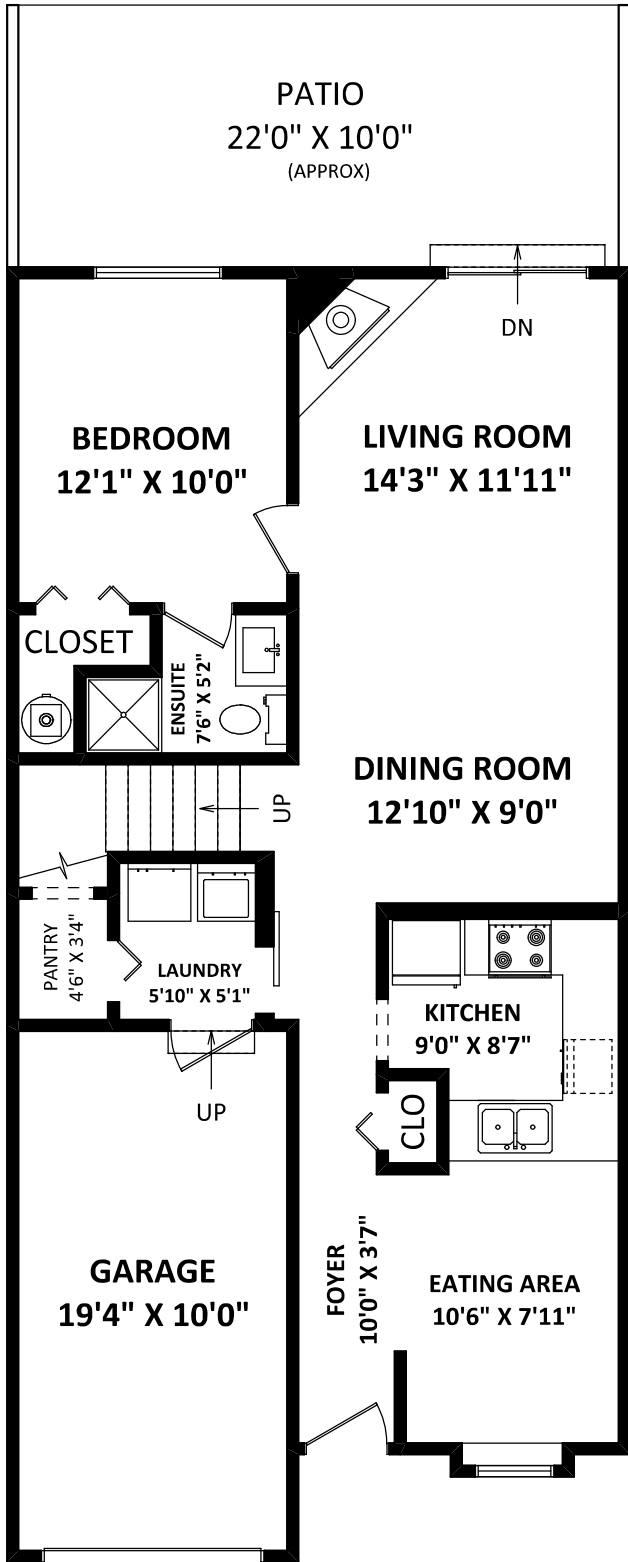 PATIO
22'0" X 10'0"
(APPROX)
DN
BEDROOM
12'1" X 10'0"
LIVING ROOM
14'3" X 11'11"
CLOSET
ENSUITE
7'6" X 5'2"
DINING ROOM
12'10" X 9'0"
UP
PANTRY
4'6" X 3'4"
LAUNDRY
5'10" X 5'1"
KITCHEN
9'0" X 8'7"
UP
CLO
GARAGE
19'4" X 10'0"
FOYER
10'0" X 3'7"
EATING AREA
10'6" X 7'11"